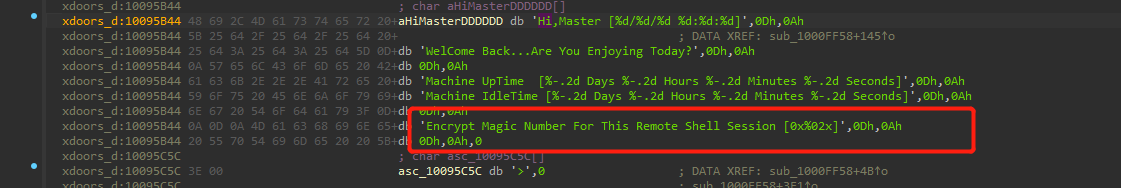 xdoors_d:10095B44 ; char aHiMasterDDDDDD[]
xdoors_d:10095B44 48 69 2C 4D 61 73 74 65 72 20+aHiMasterDDDDDD db 'Hi,Master [%d/%d/%d %d:%d:%d]',0Dh,0Ah
xdoors_d:10095B44 5B 25 64 2F 25 64 2F 25 64 20+ ; DATA XREF: sub_1000FF58+145↑o
xdoors_d:10095B44 25 64 3A 25 64 3A 25 64 5D 0D+db 'WelCome Back...Are You Enjoying Today?',0Dh,0Ah
xdoors_d:10095B44 0A 57 65 6C 43 6F 6D 65 20 42+db 0Dh,0Ah
xdoors_d:10095B44 61 63 6B 2E 2E 2E 41 72 65 20+db 'Machine UpTime  [%-.2d Days %-.2d Hours %-.2d Minutes %-.2d Seconds]',0Dh,0Ah
xdoors_d:10095B44 59 6F 75 20 45 6E 6A 6F 79 69+db 'Machine IdleTime [%-.2d Days %-.2d Hours %-.2d Minutes %-.2d Seconds]',0Dh,0Ah
xdoors_d:10095B44 6E 67 20 54 6F 64 61 79 3F 0D+db 0Dh,0Ah
xdoors_d:10095B44 0A 0D 0A 4D 61 63 68 69 6E 65+db 'Encrypt Magic Number For This Remote Shell Session [0x%02x]',0Dh,0Ah
xdoors_d:10095B44 20 55 70 54 69 6D 65 20 20 5B+db 0Dh,0Ah,0
xdoors_d:10095C5C ; char asc_10095C5C[]
xdoors_d:10095C5C 3E 00 asc_10095C5C db '>',0 ; DATA XREF: sub_1000FF58+4B↑o
xdoors_d:10095C5C ; sub_1000FF58+3E1↑o